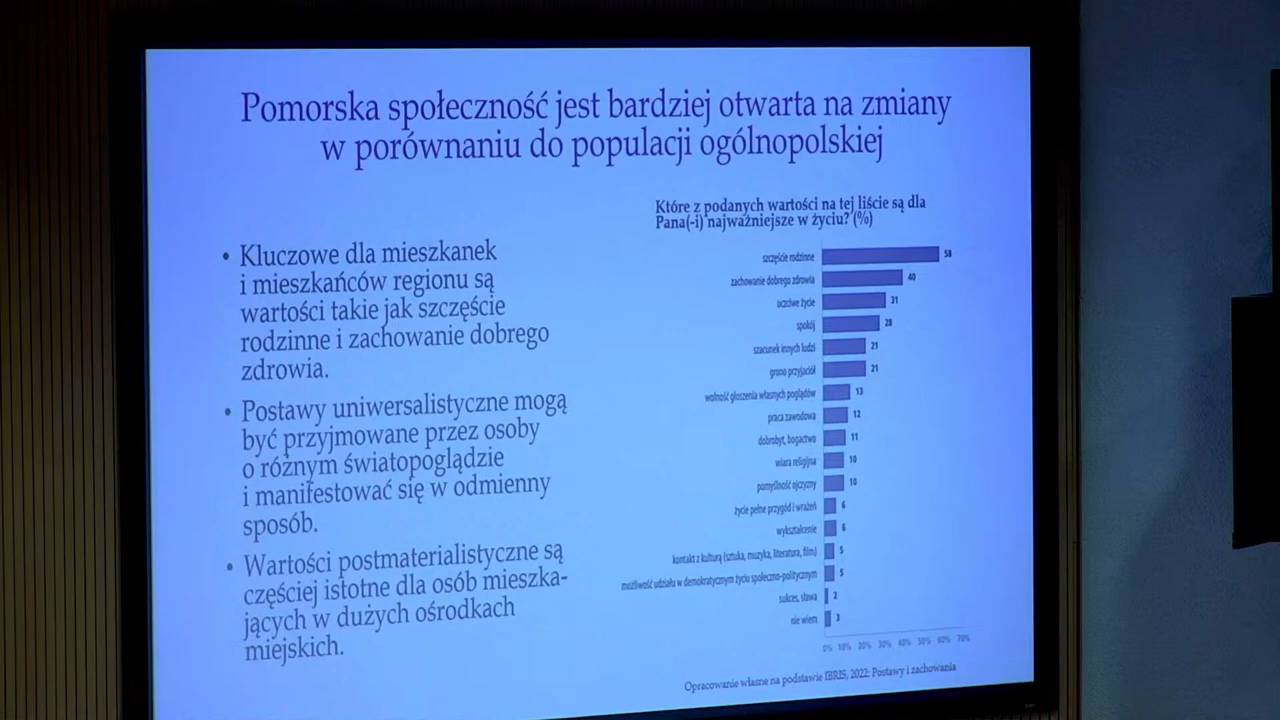 Pomorska społeczność jest bardziej otwarta na zmiany
w porównaniu do populacji ogólnopolskiej
• Kluczowe dla mieszkanek
i mieszkańców regionu są
wartości takie jak szczęście
rodzinne i zachowanie dobrego
zdrowia.
• Postawy uniwersalistyczne mogą
być przyjmowane przez osoby
o różnym światopoglądzie
i manifestować się w odmienny
sposób.
• Wartości postmaterialistyczne są
częściej istotne dla osób mieszka-
jących w dużych ośrodkach
miejskich.
Które z podanych wartości na tej liście są dla
Pana(-i) najważniejsze w życiu? (%)
szczęście rodzinne 58
zachowanie dobrego zdrowia 40
uczciwe życie 31
spokój 28
szacunek innych ludzi 21
grono przyjaciół 21
wolność głoszenia własnych poglądów 13
praca zawodowa 12
dobrobyt, bogactwo 11
wiara religijna 10
pomyślność ojczyzny 10
życie pełne przygód i wrażeń 6
wykształcenie 6
kontakt z kulturą (sztuka, muzyka, literatura, film) 5
możliwość udziału w demokratycznym życiu społeczno-politycznym 5
sukces, sława 2
nie wiem 3
0% 10% 20% 30% 40% 50% 60% 70%
Opracowanie własne na podstawie IBRIS, 2022: Postawy i zachowania